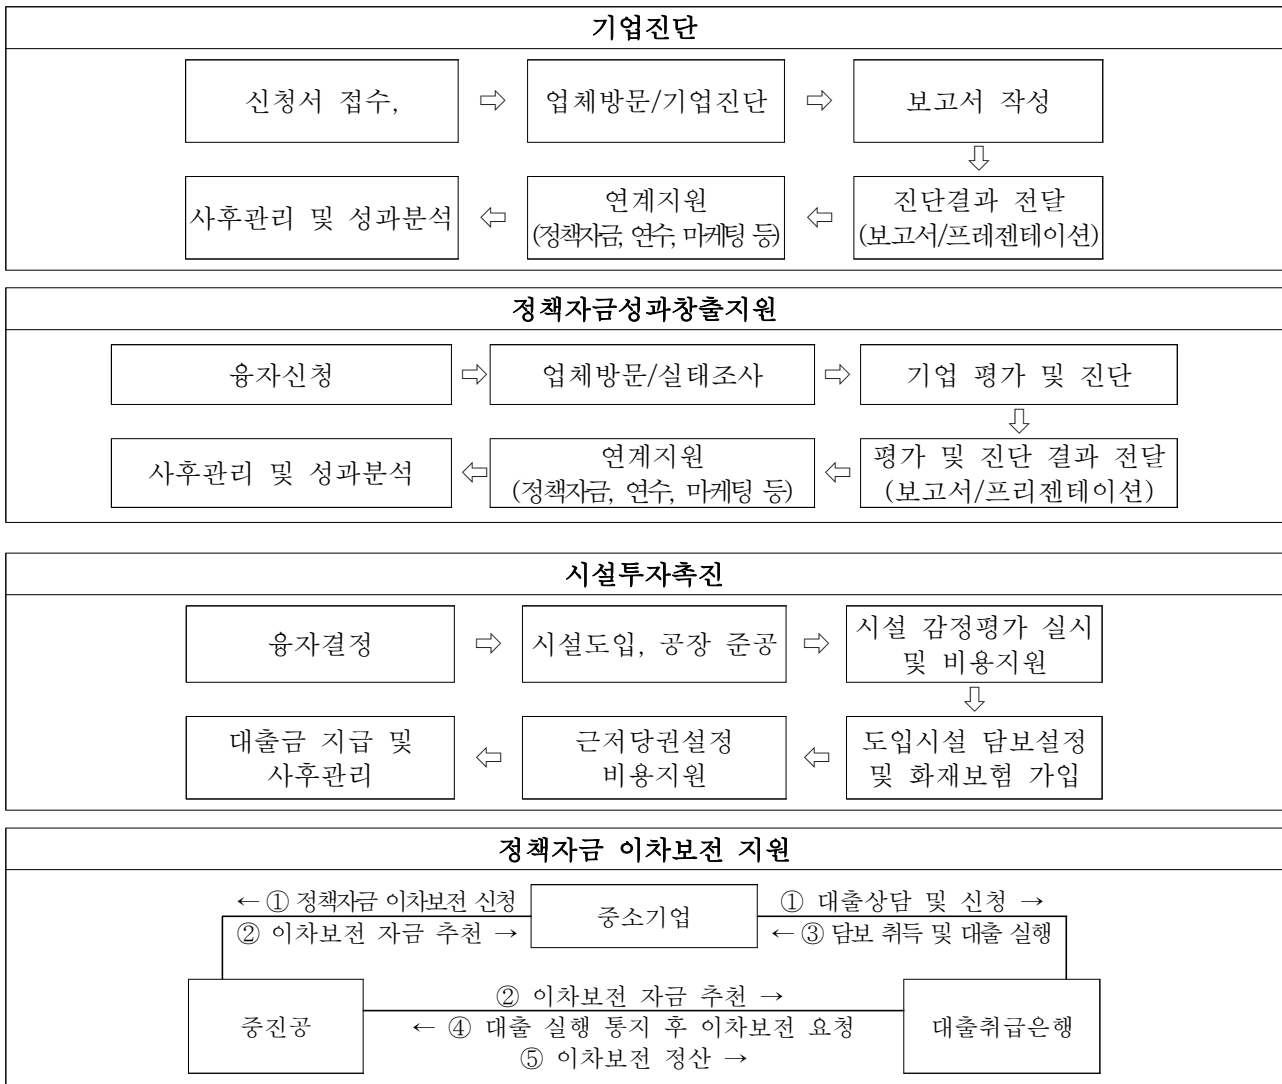 기업진단
신청서 접수, ⇨ 업체방문/기업진단 ⇨ 보고서 작성
⇩
사후관리 및 성과분석 ⇦ 연계지원 (정책자금, 연수, 마케팅 등) ⇦ 진단결과 전달 (보고서/프레젠테이션)
정책자금성과창출지원
융자신청 ⇨ 업체방문/실태조사 ⇨ 기업 평가 및 진단
⇩
사후관리 및 성과분석 ⇦ 연계지원 (정책자금, 연수, 마케팅 등) ⇦ 평가 및 진단 결과 전달 (보고서/프리젠테이션)
시설투자촉진
융자결정 ⇨ 시설도입, 공장 준공 ⇨ 시설 감정평가 실시 및 비용지원
⇩
대출금 지급 및 사후관리 ⇦ 근저당권설정 비용지원 ⇦ 도입시설 담보설정 및 화재보험 가입
정책자금 이차보전 지원
← ① 정책자금 이차보전 신청
② 이차보전 자금 추천 →
중소기업
① 대출상담 및 신청 →
← ③ 담보 취득 및 대출 실행
중진공
② 이차보전 자금 추천 →
← ④ 대출 실행 통지 후 이차보전 요청
⑤ 이차보전 정산 →
대출취급은행